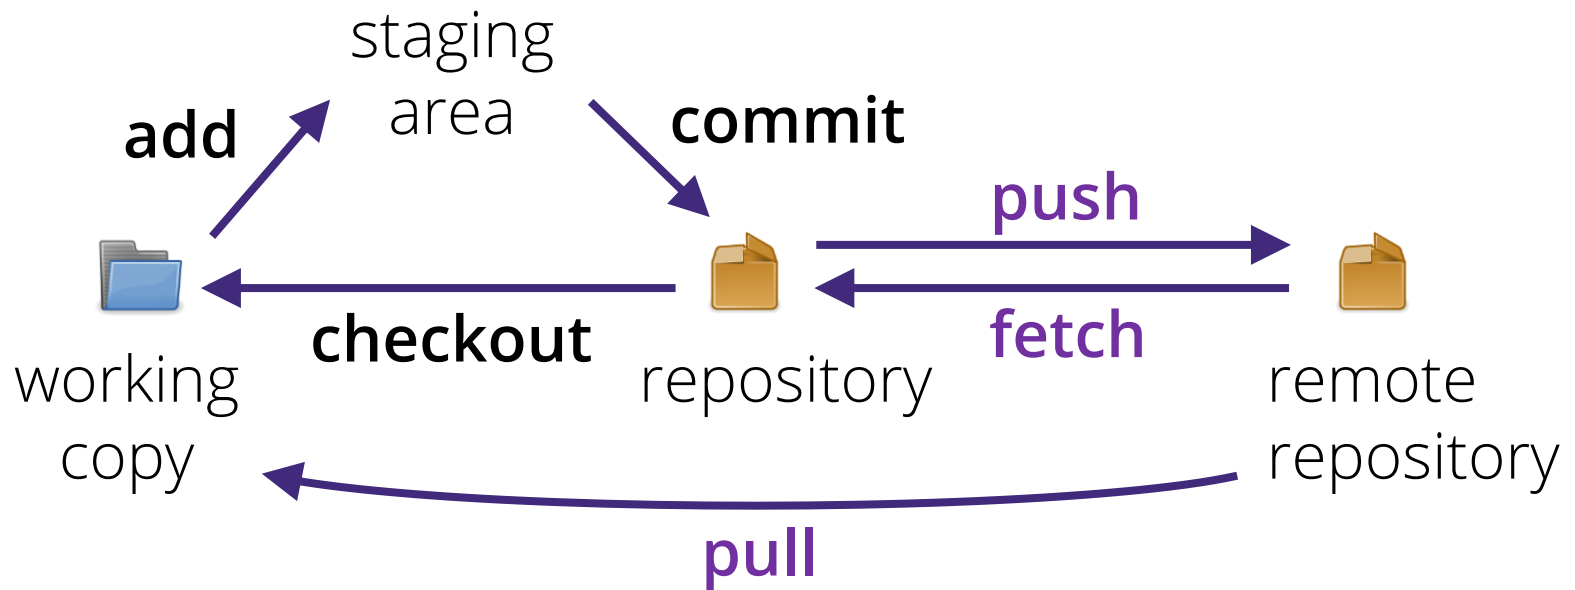 staging
area
add
commit
push
checkout
fetch
working
copy
repository
remote
repository
pull